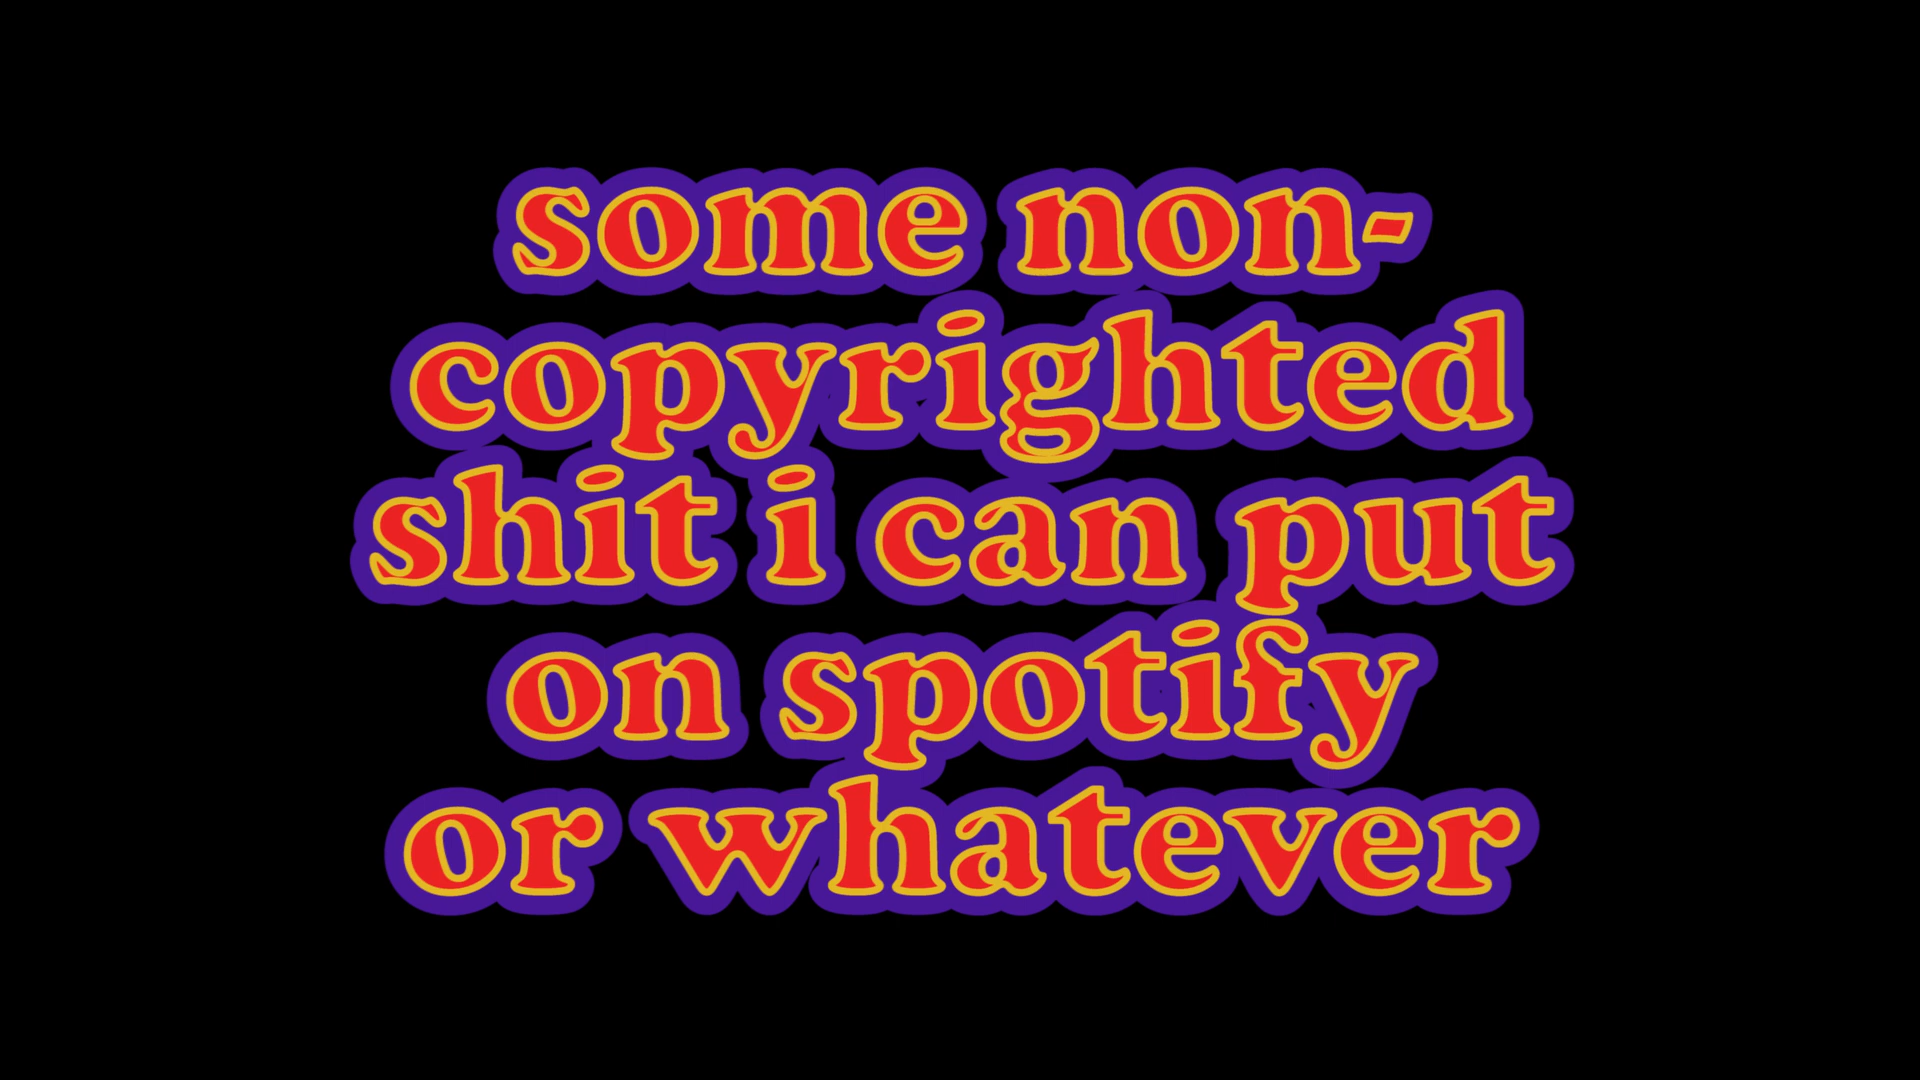 some non-
copyrighted
shit i can put
on spotify
or whatever